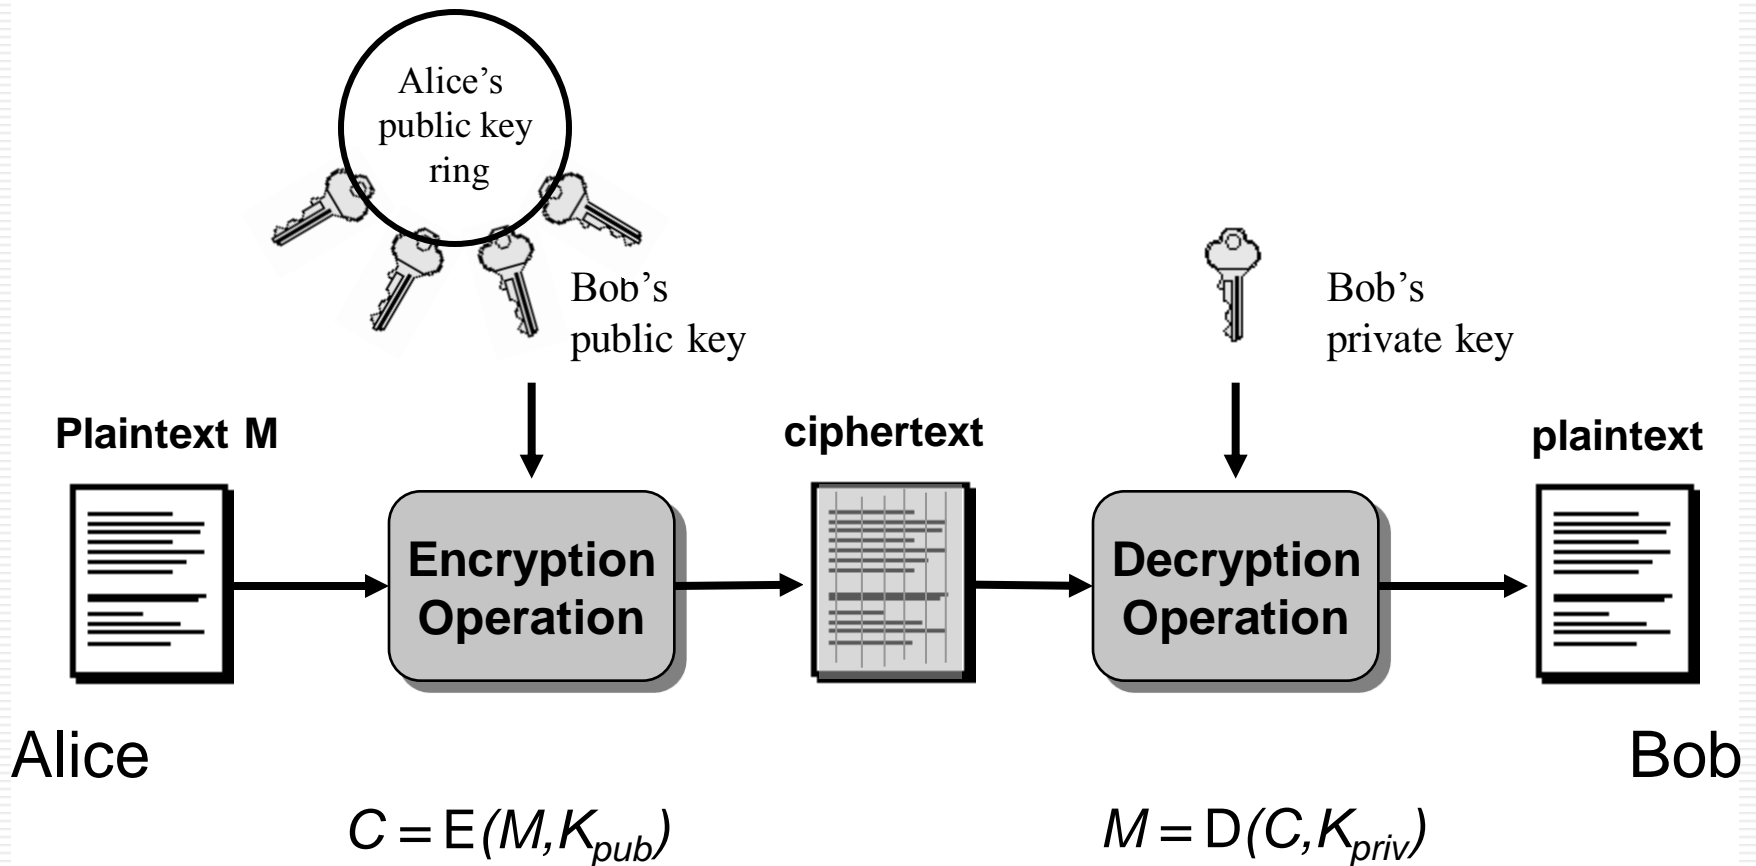 Alice’s
public key
ring
Bob’s
public key
Bob’s
private key
Plaintext M
ciphertext
plaintext
Encryption
Operation
Decryption
Operation
Alice
Bob
C = E(M,Kpub)
M = D(C,Kpriv)